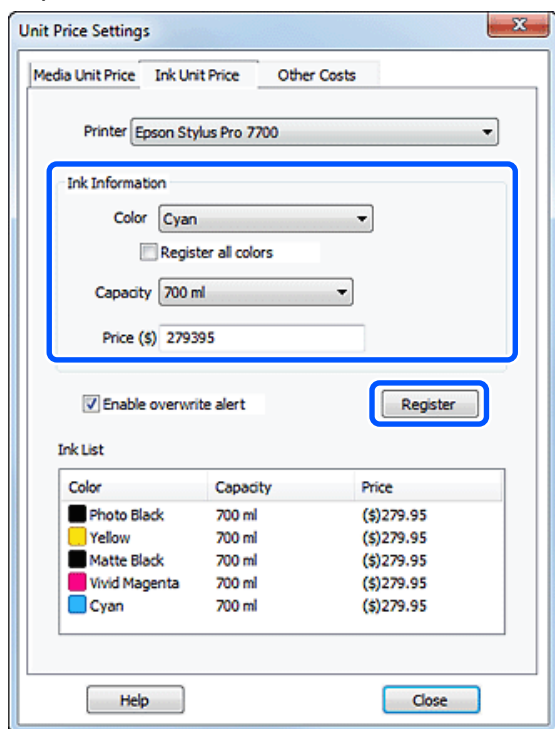 Unit Price Settings
Media Unit Price Ink Unit Price Other Costs
Printer Epson Stylus Pro 7700
Ink Information
Color Cyan
Register all colors
Capacity 700 ml
Price ($) 279395
Enable overwrite alert Register
Ink List
Color Capacity Price
Photo Black 700 ml ($)279.95
Yellow 700 ml ($)279.95
Matte Black 700 ml ($)279.95
Vivid Magenta 700 ml ($)279.95
Cyan 700 ml ($)279.95
Help Close